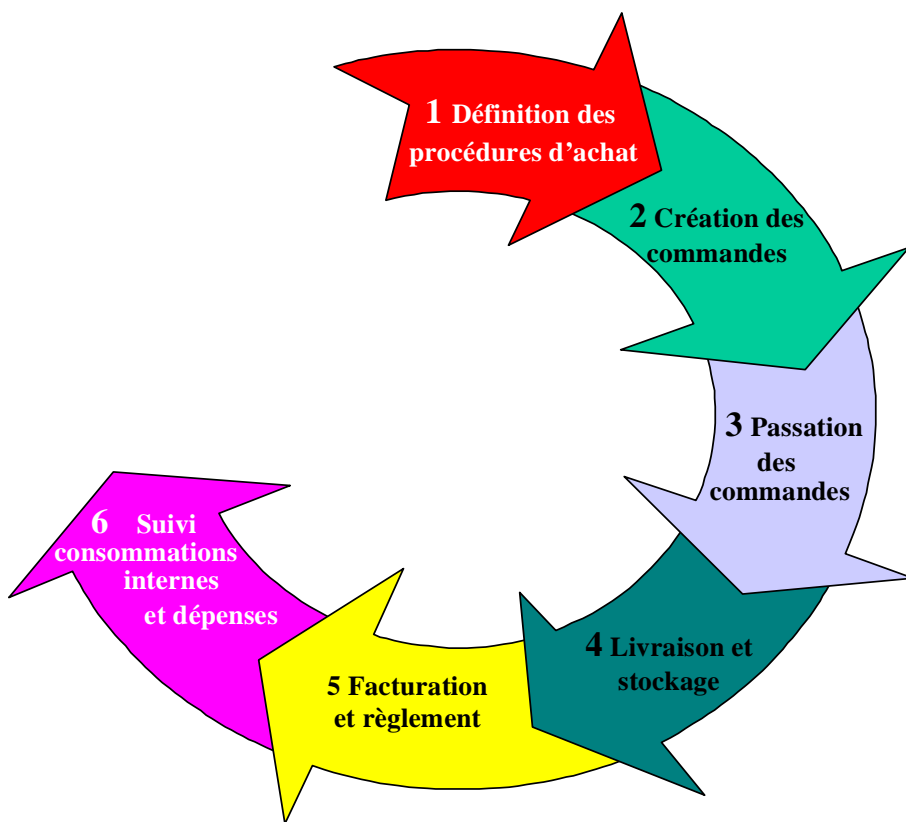 1 Définition des
procédures d’achat
2 Création des
commandes
3 Passation
des
commandes
4 Livraison et
stockage
5 Facturation
et règlement
6 Suivi
consommations
internes
et dépenses